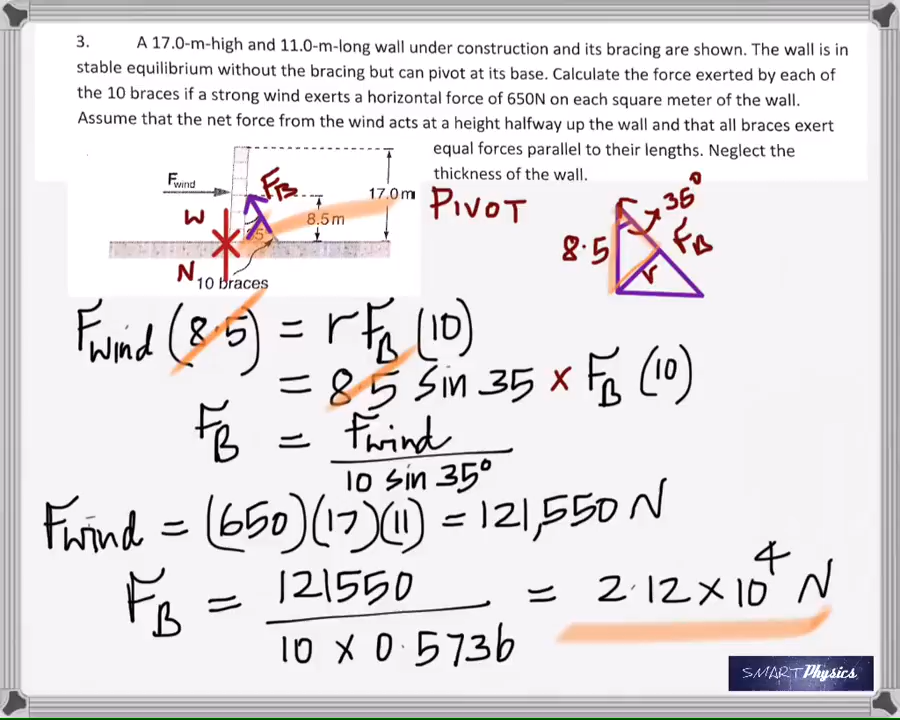 3. A 17.0-m-high and 11.0-m-long wall under construction and its bracing are shown. The wall is in
stable equilibrium without the bracing but can pivot at its base. Calculate the force exerted by each of
the 10 braces if a strong wind exerts a horizontal force of 650N on each square meter of the wall.
Assume that the net force from the wind acts at a height halfway up the wall and that all braces exert
equal forces parallel to their lengths. Neglect the
thickness of the wall.
Fwind
FB
17.0 m
W
8.5 m
N
10 braces
PIVOT
35°
8.5
FB
r
Fwind (8.5) = r FB (10)
= 8.5 sin 35 × FB (10)
FB = Fwind / 10 sin 35°
Fwind = (650)(17)(11) = 121,550 N
FB = 121550 / 10 × 0.5736 = 2.12 × 10⁴ N
SMARTPhysics